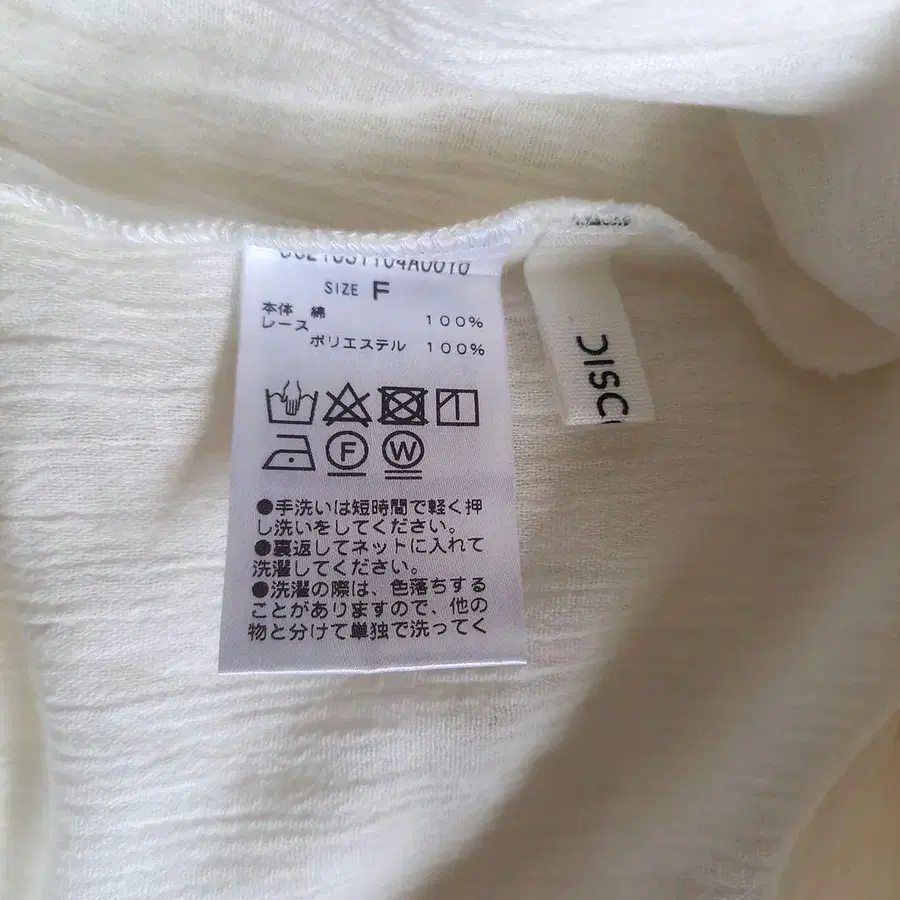 SIZE F
本体 綿 100%
レース
ポリエステル 100%
F W
●手洗いは短時間で軽く押
し洗いをしてください。
●裏返してネットに入れて
洗濯してください。
●洗濯の際は、色落ちする
ことがありますので、他の
物と分けて単独で洗ってく
DISC